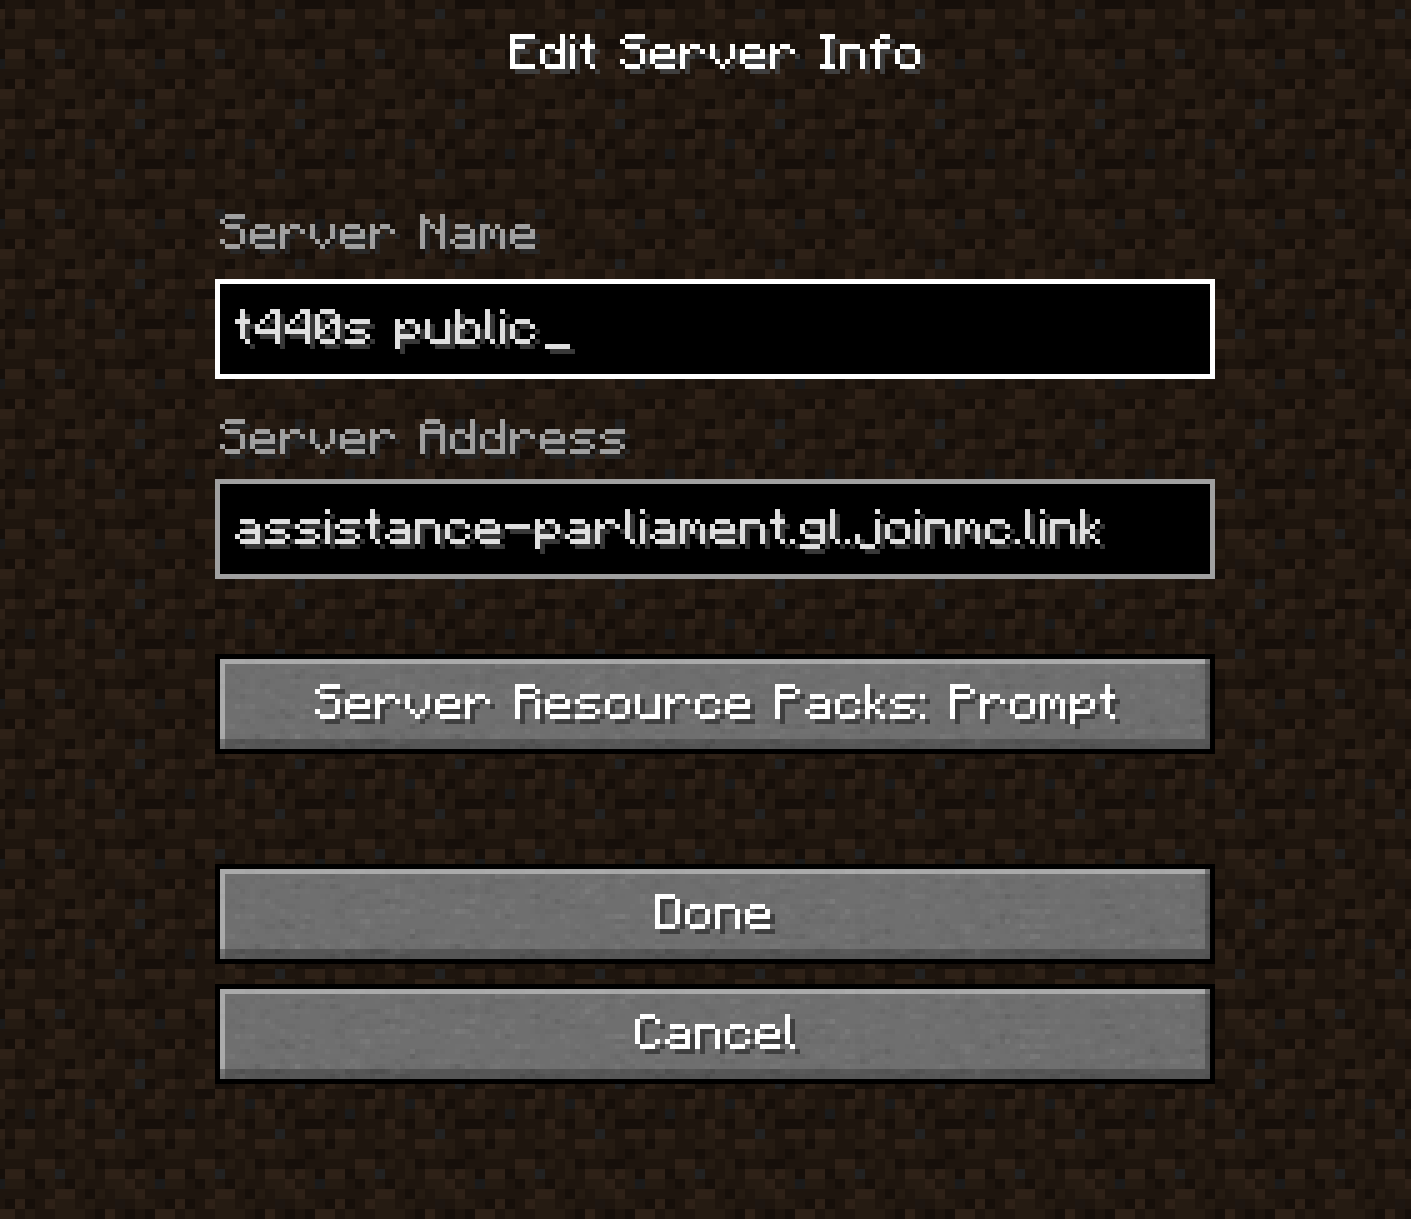 Edit Server Info
Server Name
t440s public_
Server Address
assistance-parliament.gl.joinmc.link
Server Resource Packs: Prompt
Done
Cancel